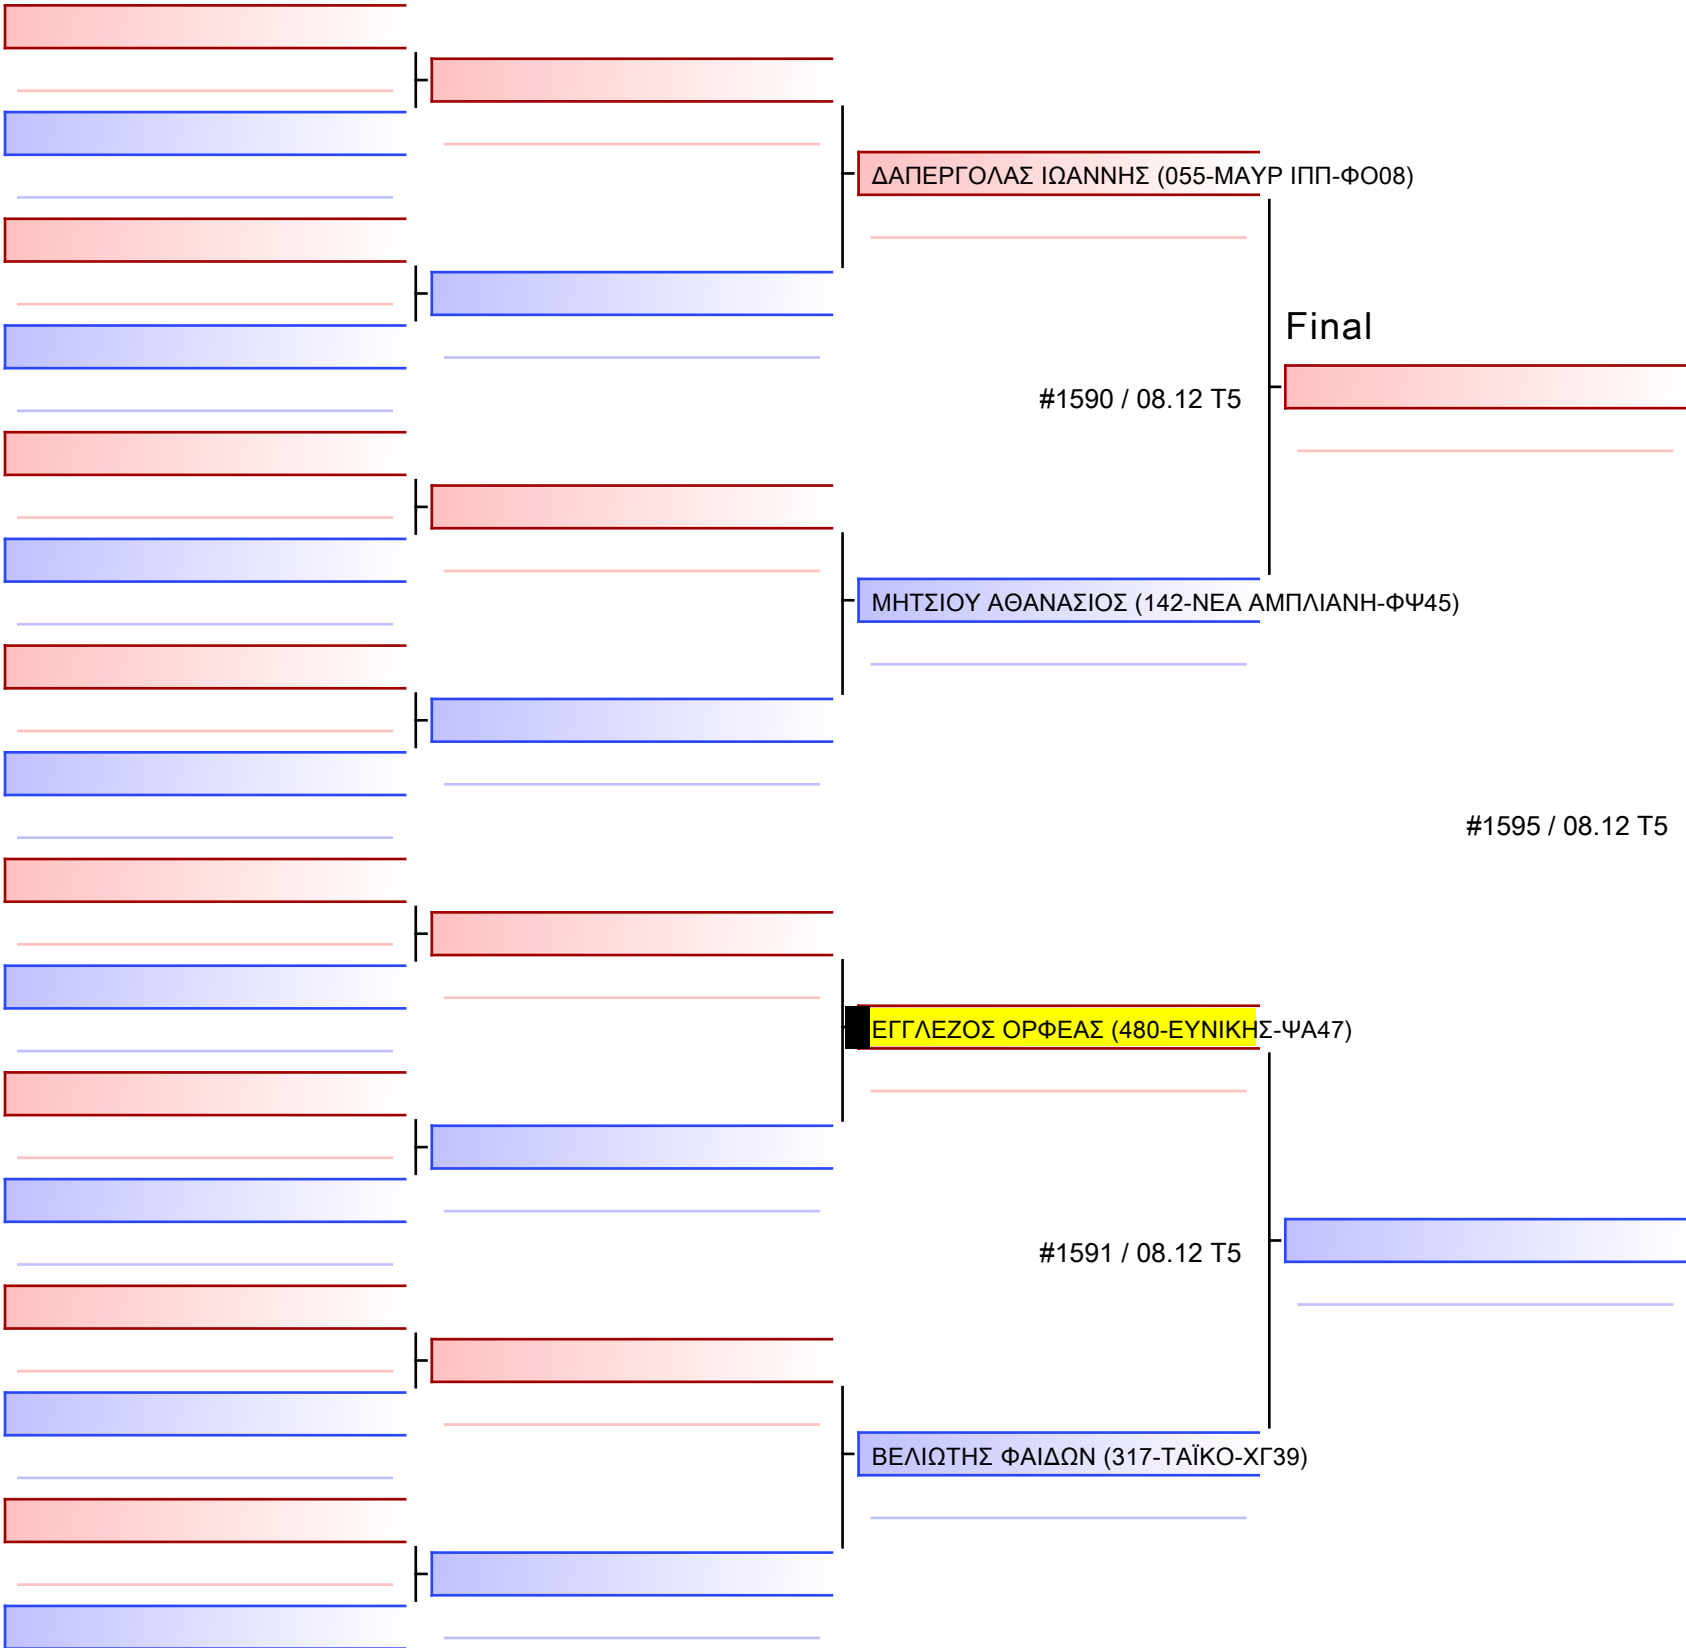 ΔΑΠΕΡΓΟΛΑΣ ΙΩΑΝΝΗΣ (055-ΜΑΥΡ ΙΠΠ-ΦΟ08)
Final
#1590 / 08.12 T5
ΜΗΤΣΙΟΥ ΑΘΑΝΑΣΙΟΣ (142-ΝΕΑ ΑΜΠΛΙΑΝΗ-ΦΨ45)
#1595 / 08.12 T5
ΕΓΓΛΕΖΟΣ ΟΡΦΕΑΣ (480-ΕΥΝΙΚΗΣ-ΨΑ47)
#1591 / 08.12 T5
ΒΕΛΙΩΤΗΣ ΦΑΙΔΩΝ (317-ΤΑΪΚΟ-ΧΓ39)